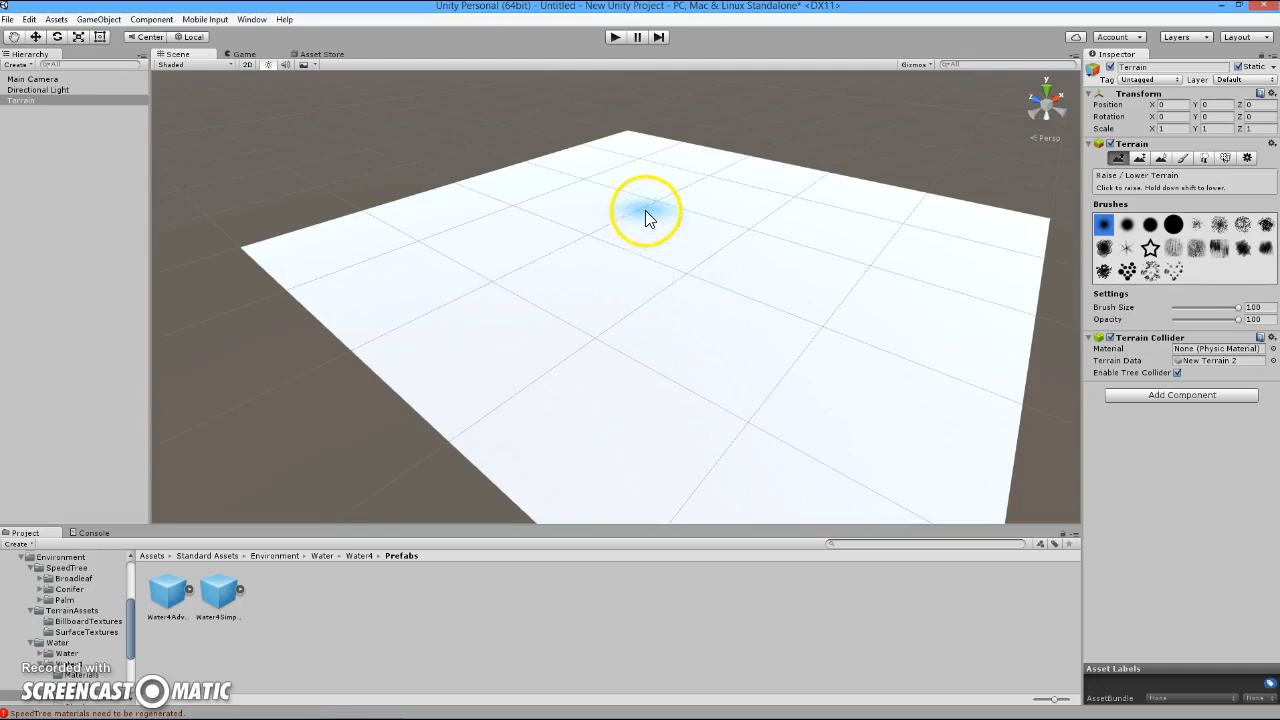 Unity Personal (64bit) - Untitled - New Unity Project - PC, Mac & Linux Standalone* <DX11>
File Edit Assets GameObject Component Mobile Input Window Help
Center Local Account Layers Layout
Hierarchy Scene Game Asset Store Inspector
Create All Shaded 2D Gizmos All Terrain Static
Tag Untagged Layer Default
Main Camera
Directional Light
Terrain
y
x
z
Persp
Transform
Position X 0 Y 0 Z 0
Rotation X 0 Y 0 Z 0
Scale X 1 Y 1 Z 1
Terrain
Raise / Lower Terrain
Click to raise. Hold down shift to lower.
Brushes
Settings
Brush Size 100
Opacity 100
Terrain Collider
Material None (Physic Material)
Terrain Data New Terrain 2
Enable Tree Collider
Add Component
Project Console
Create
Assets Standard Assets Environment Water Water4 Prefabs
Environment
SpeedTree
Broadleaf
Conifer
Palm
TerrainAssets
BillboardTextures
SurfaceTextures
Water
Water
Materials
Water4Adv...
Water4Simp...
Recorded with
SCREENCAST MATIC
Asset Labels
AssetBundle None None
SpeedTree materials need to be regenerated.